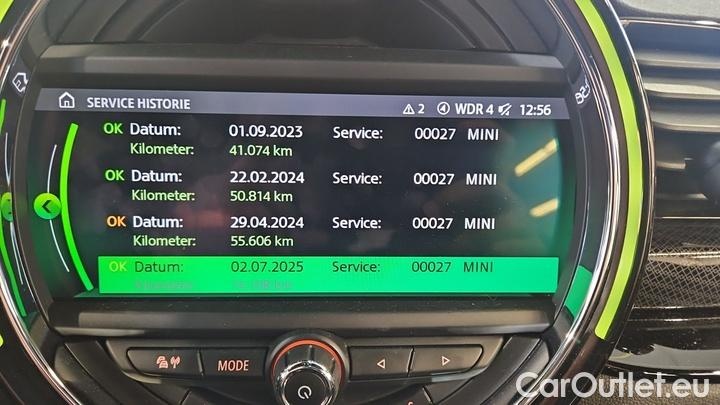 SERVICE HISTORIE 2 WDR 4 12:56
OK Datum: 01.09.2023 Service: 00027 MINI
Kilometer: 41.074 km
OK Datum: 22.02.2024 Service: 00027 MINI
Kilometer: 50.814 km
OK Datum: 29.04.2024 Service: 00027 MINI
Kilometer: 55.606 km
OK Datum: 02.07.2025 Service: 00027 MINI
MODE
CarOutlet.eu